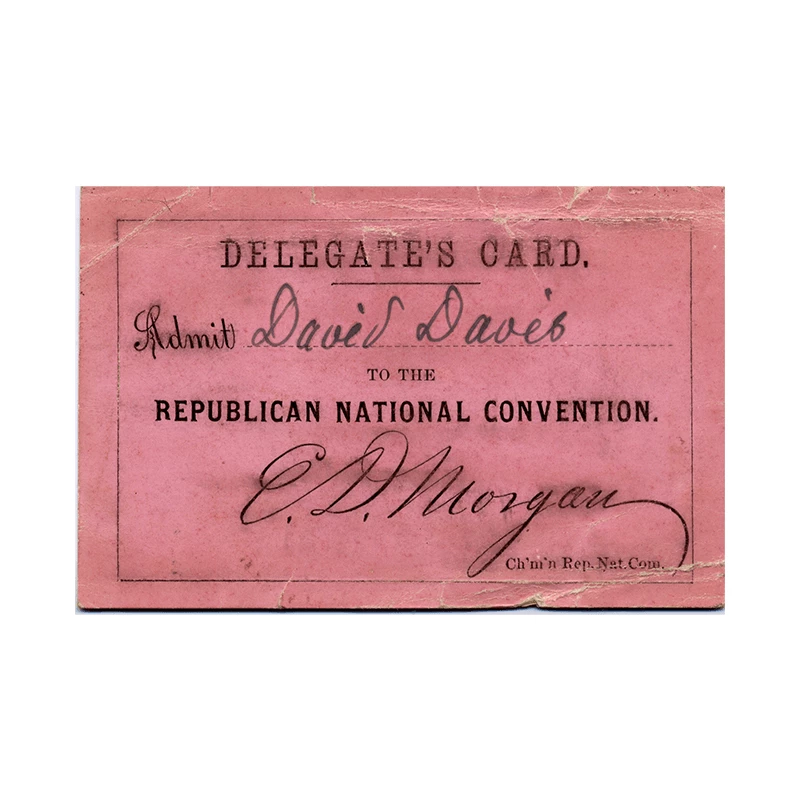 DELEGATE'S CARD.
Admit David Davis
TO THE
REPUBLICAN NATIONAL CONVENTION.
E. D. Morgan
Ch'm'n Rep. Nat. Com.